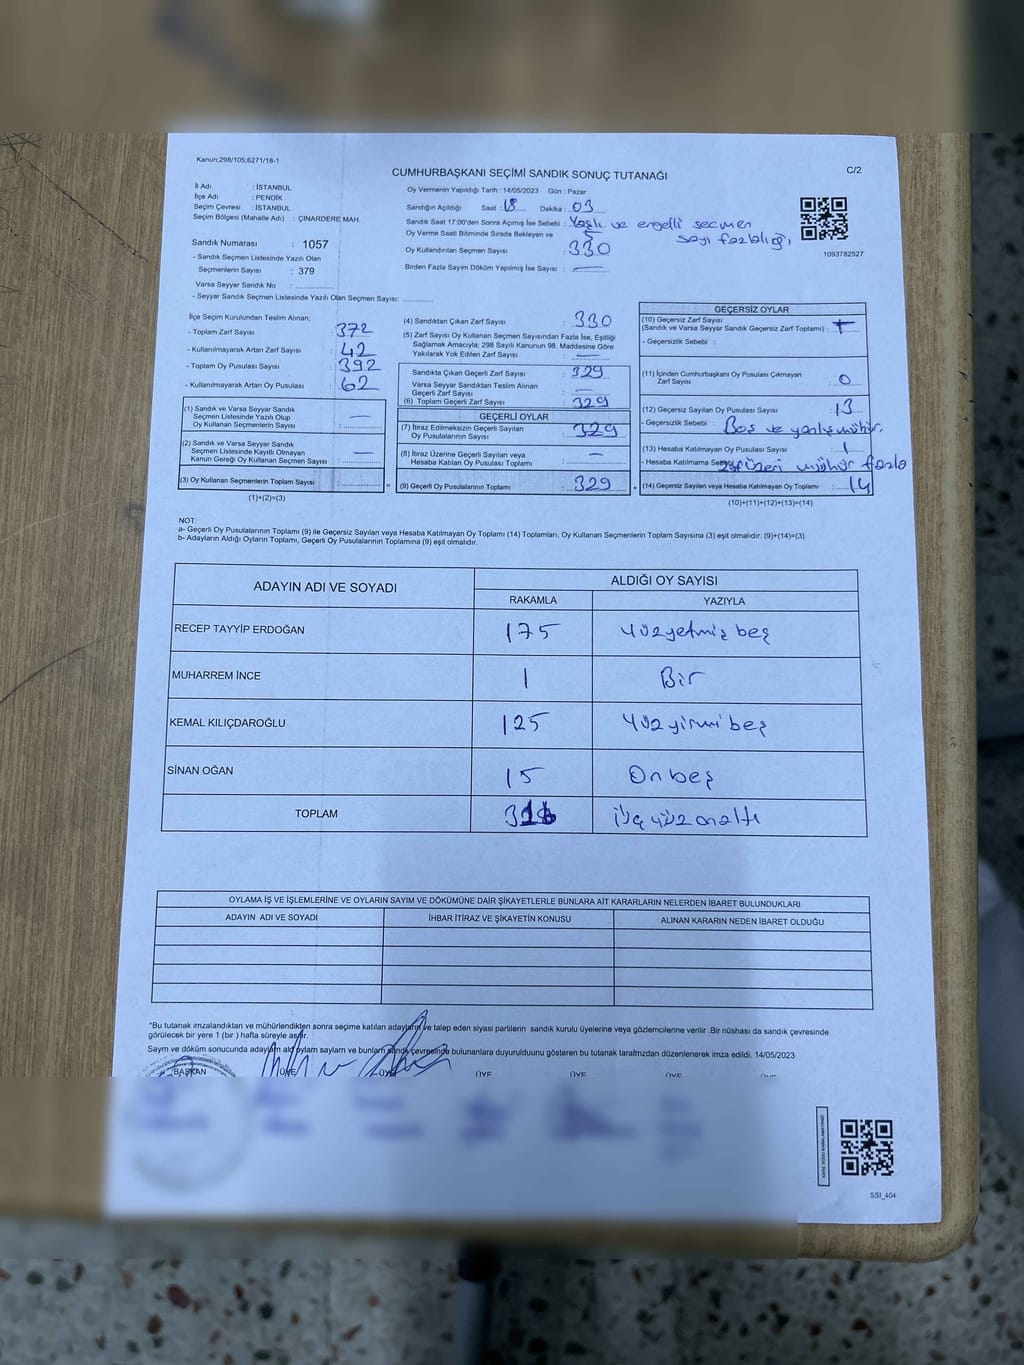 Kanun;298/105;6271/18-1
C/2
CUMHURBAŞKANI SEÇİMİ SANDIK SONUÇ TUTANAĞI
İl Adı : İSTANBUL
İlçe Adı : PENDİK
Seçim Çevresi : İSTANBUL
Seçim Bölgesi (Mahalle Adı) : ÇINARDERE MAH.
Sandık Numarası : 1057
- Sandık Seçmen Listesinde Yazılı Olan
Seçmenlerin Sayısı : 379
Varsa Seyyar Sandık No :
- Seyyar Sandık Seçmen Listesinde Yazılı Olan Seçmen Sayısı:
Oy Vermenin Yapıldığı Tarih : 14/05/2023 Gün : Pazar
Sandığın Açıldığı Saat : 18 Dakika : 03
Sandık Saat 17:00'den Sonra Açmış İse Sebebi : Yaşlı ve engelli seçmen
sayı fazlalığı
Oy Verme Saati Bitiminde Sırada Bekleyen ve
Oy Kullandırılan Seçmen Sayısı : 330
Birden Fazla Sayım Döküm Yapılmış İse Sayısı :
1093782527
İlçe Seçim Kurulundan Teslim Alınan;
- Toplam Zarf Sayısı : 372
- Kullanılmayarak Artan Zarf Sayısı : 42
- Toplam Oy Pusulası Sayısı : 392
- Kullanılmayarak Artan Oy Pusulası : 62
(1) Sandık ve Varsa Seyyar Sandık
Seçmen Listesinde Yazılı Olup
Oy Kullanan Seçmenlerin Sayısı : —
(2) Sandık ve Varsa Seyyar Sandık
Seçmen Listesinde Kayıtlı Olmayan
Kanun Gereği Oy Kullanan Seçmen Sayısı : —
(3) Oy Kullanan Seçmenlerin Toplam Sayısı :
(1)+(2)=(3)
(4) Sandıktan Çıkan Zarf Sayısı : 330
(5) Zarf Sayısı Oy Kullanan Seçmen Sayısından Fazla İse, Eşitliği
Sağlamak Amacıyla; 298 Sayılı Kanunun 98. Maddesine Göre
Yakılarak Yok Edilen Zarf Sayısı : —
Sandıkta Çıkan Geçerli Zarf Sayısı : 329
Varsa Seyyar Sandıktan Teslim Alınan
Geçerli Zarf Sayısı : —
(6) Toplam Geçerli Zarf Sayısı : 329
GEÇERLİ OYLAR
(7) İtiraz Edilmeksizin Geçerli Sayılan
Oy Pusulalarının Sayısı : 329
(8) İtiraz Üzerine Geçerli Sayılan veya
Hesaba Katılan Oy Pusulası Toplamı : —
(9) Geçerli Oy Pusulalarının Toplamı : 329
GEÇERSİZ OYLAR
(10) Geçersiz Zarf Sayısı
(Sandık ve Varsa Seyyar Sandık Geçersiz Zarf Toplamı) :
- Geçersizlik Sebebi :
(11) İçinden Cumhurbaşkanı Oy Pusulası Çıkmayan
Zarf Sayısı : 0
(12) Geçersiz Sayılan Oy Pusulası Sayısı : 13
- Geçersizlik Sebebi : Boş ve yanlış mühür.
(13) Hesaba Katılmayan Oy Pusulası Sayısı : 1
- Hesaba Katılmama Sebebi zarf üzeri mühür fazla
(14) Geçersiz Sayılan veya Hesaba Katılmayan Oy Toplamı : 14
(10)+(11)+(12)+(13)=(14)
NOT:
a- Geçerli Oy Pusulalarının Toplamı (9) ile Geçersiz Sayılan veya Hesaba Katılmayan Oy Toplamı (14) Toplamları, Oy Kullanan Seçmenlerin Toplam Sayısına (3) eşit olmalıdır. (9)+(14)=(3)
b- Adayların Aldığı Oyların Toplamı, Geçerli Oy Pusulalarının Toplamına (9) eşit olmalıdır.
ADAYIN ADI VE SOYADI ALDIĞI OY SAYISI
RAKAMLA YAZIYLA
RECEP TAYYİP ERDOĞAN 175 Yüzyetmiş beş
MUHARREM İNCE 1 Bir
KEMAL KILIÇDAROĞLU 125 Yüzyirmi beş
SİNAN OĞAN 15 On beş
TOPLAM 316 üç yüz onaltı
OYLAMA İŞ VE İŞLEMLERİNE VE OYLARIN SAYIM VE DÖKÜMÜNE DAİR ŞİKAYETLERLE BUNLARA AİT KARARLARIN NELERDEN İBARET BULUNDUKLARI
ADAYIN ADI VE SOYADI İHBAR İTİRAZ VE ŞİKAYETİN KONUSU ALINAN KARARIN NEDEN İBARET OLDUĞU
*Bu tutanak imzalandıktan ve mühürlendikten sonra seçime katılan adayların ve talep eden siyasi partilerin sandık kurulu üyelerine veya gözlemcilerine verilir .Bir nüshası da sandık çevresinde
görülecek bir yere 1 (bir ) hafta süreyle asılır.
Sayım ve döküm sonucunda adayların aldı oyların sayların ve bunların sandık çevresinde bulunanlara duyurulduunu gösteren bu tutanak tarafmzdan düzenlenerek imza edildi. 14/05/2023
BAŞKAN ÜYE ÜYE ÜYE ÜYE ÜYE
SSI_404